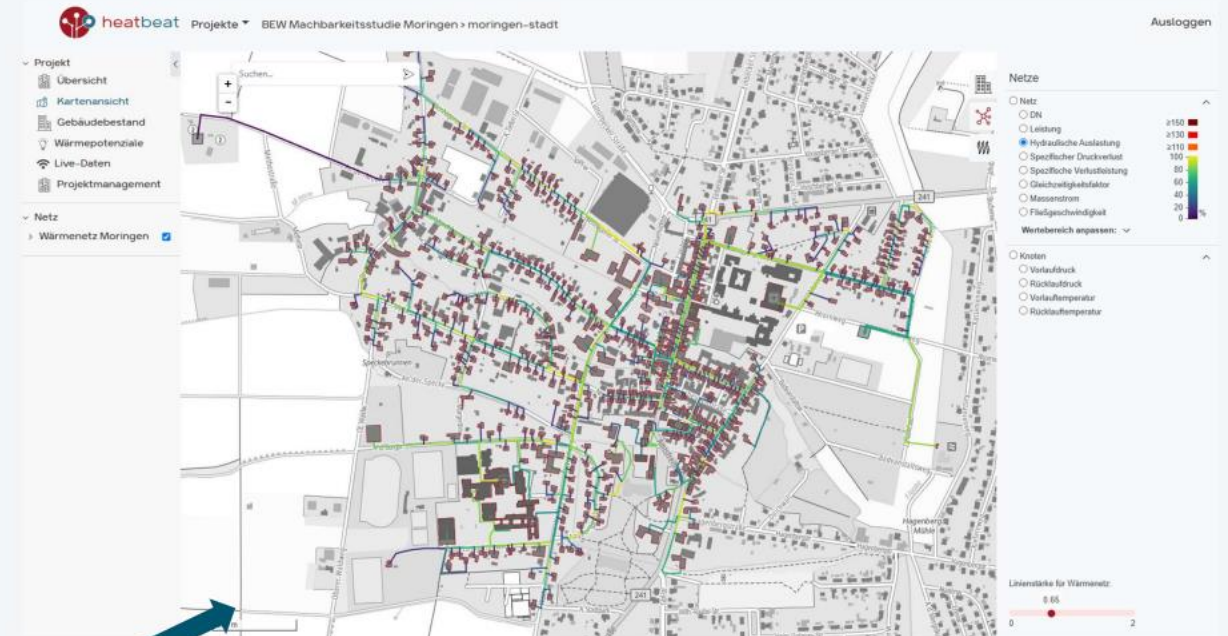 heatbeat Projekte BEW Machbarkeitsstudie Moringen > moringen-stadt
Ausloggen
Projekt
Übersicht
Kartenansicht
Gebäudebestand
Wärmepotenziale
Live-Daten
Projektmanagement
Netz
Wärmenetz Moringen
+
Suchen...
-
241
Speckebrunnen
Hagenberg
Mühle
241
P
Netze
Netz
DN
Leistung
Hydraulische Auslastung
Spezifischer Druckverlust
Spezifische Verlustleistung
Gleichzeitigkeitsfaktor
Massenstrom
Fließgeschwindigkeit
≥150
≥130
≥110
100
80
60
40
20
0
%
Wertebereich anpassen:
Knoten
Vorlaufdruck
Rücklaufdruck
Vorlauftemperatur
Rücklauftemperatur
Linienstärke für Wärmenetz:
0.65
0
2